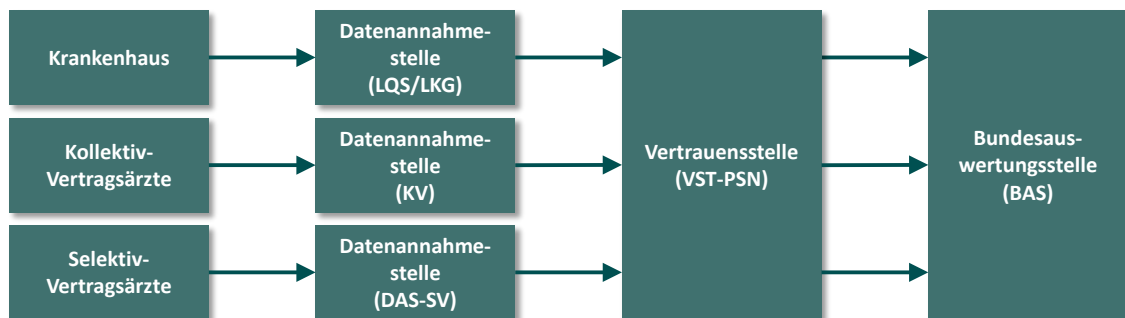 Krankenhaus
Datenannahme-
stelle
(LQS/LKG)
Kollektiv-
Vertragsärzte
Datenannahme-
stelle
(KV)
Selektiv-
Vertragsärzte
Datenannahme-
stelle
(DAS-SV)
Vertrauensstelle
(VST-PSN)
Bundesaus-
wertungsstelle
(BAS)